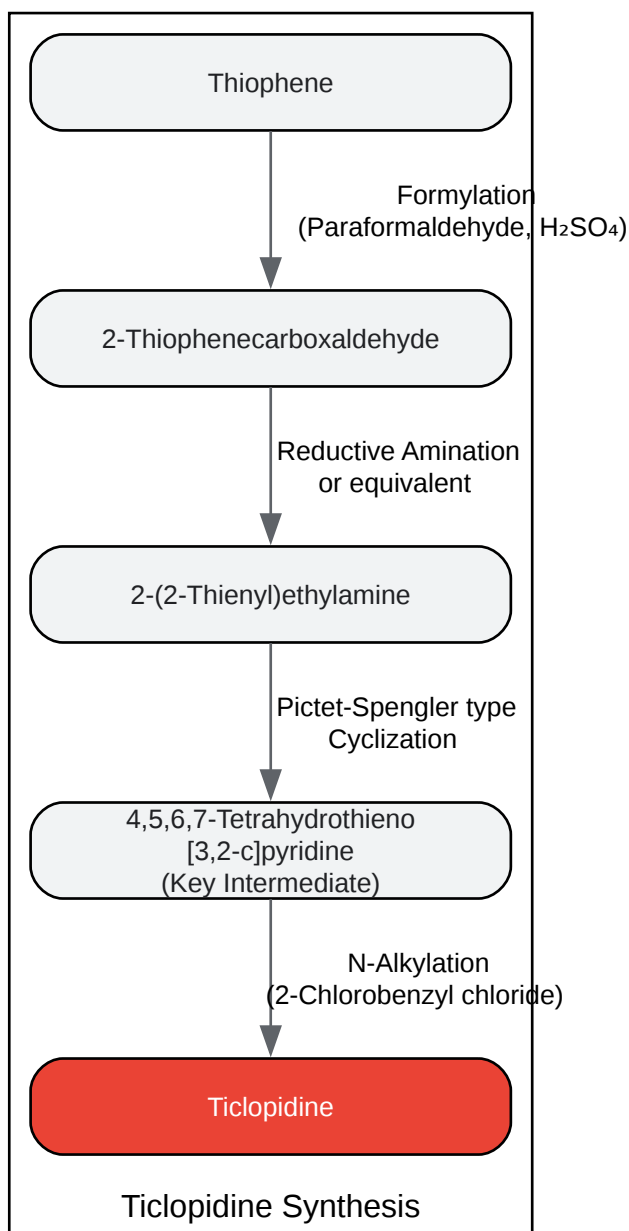 Thiophene
Formylation
(Paraformaldehyde, H₂SO₄)
2-Thiophenecarboxaldehyde
Reductive Amination
or equivalent
2-(2-Thienyl)ethylamine
Pictet-Spengler type
Cyclization
4,5,6,7-Tetrahydrothieno
[3,2-c]pyridine
(Key Intermediate)
N-Alkylation
(2-Chlorobenzyl chloride)
Ticlopidine
Ticlopidine Synthesis